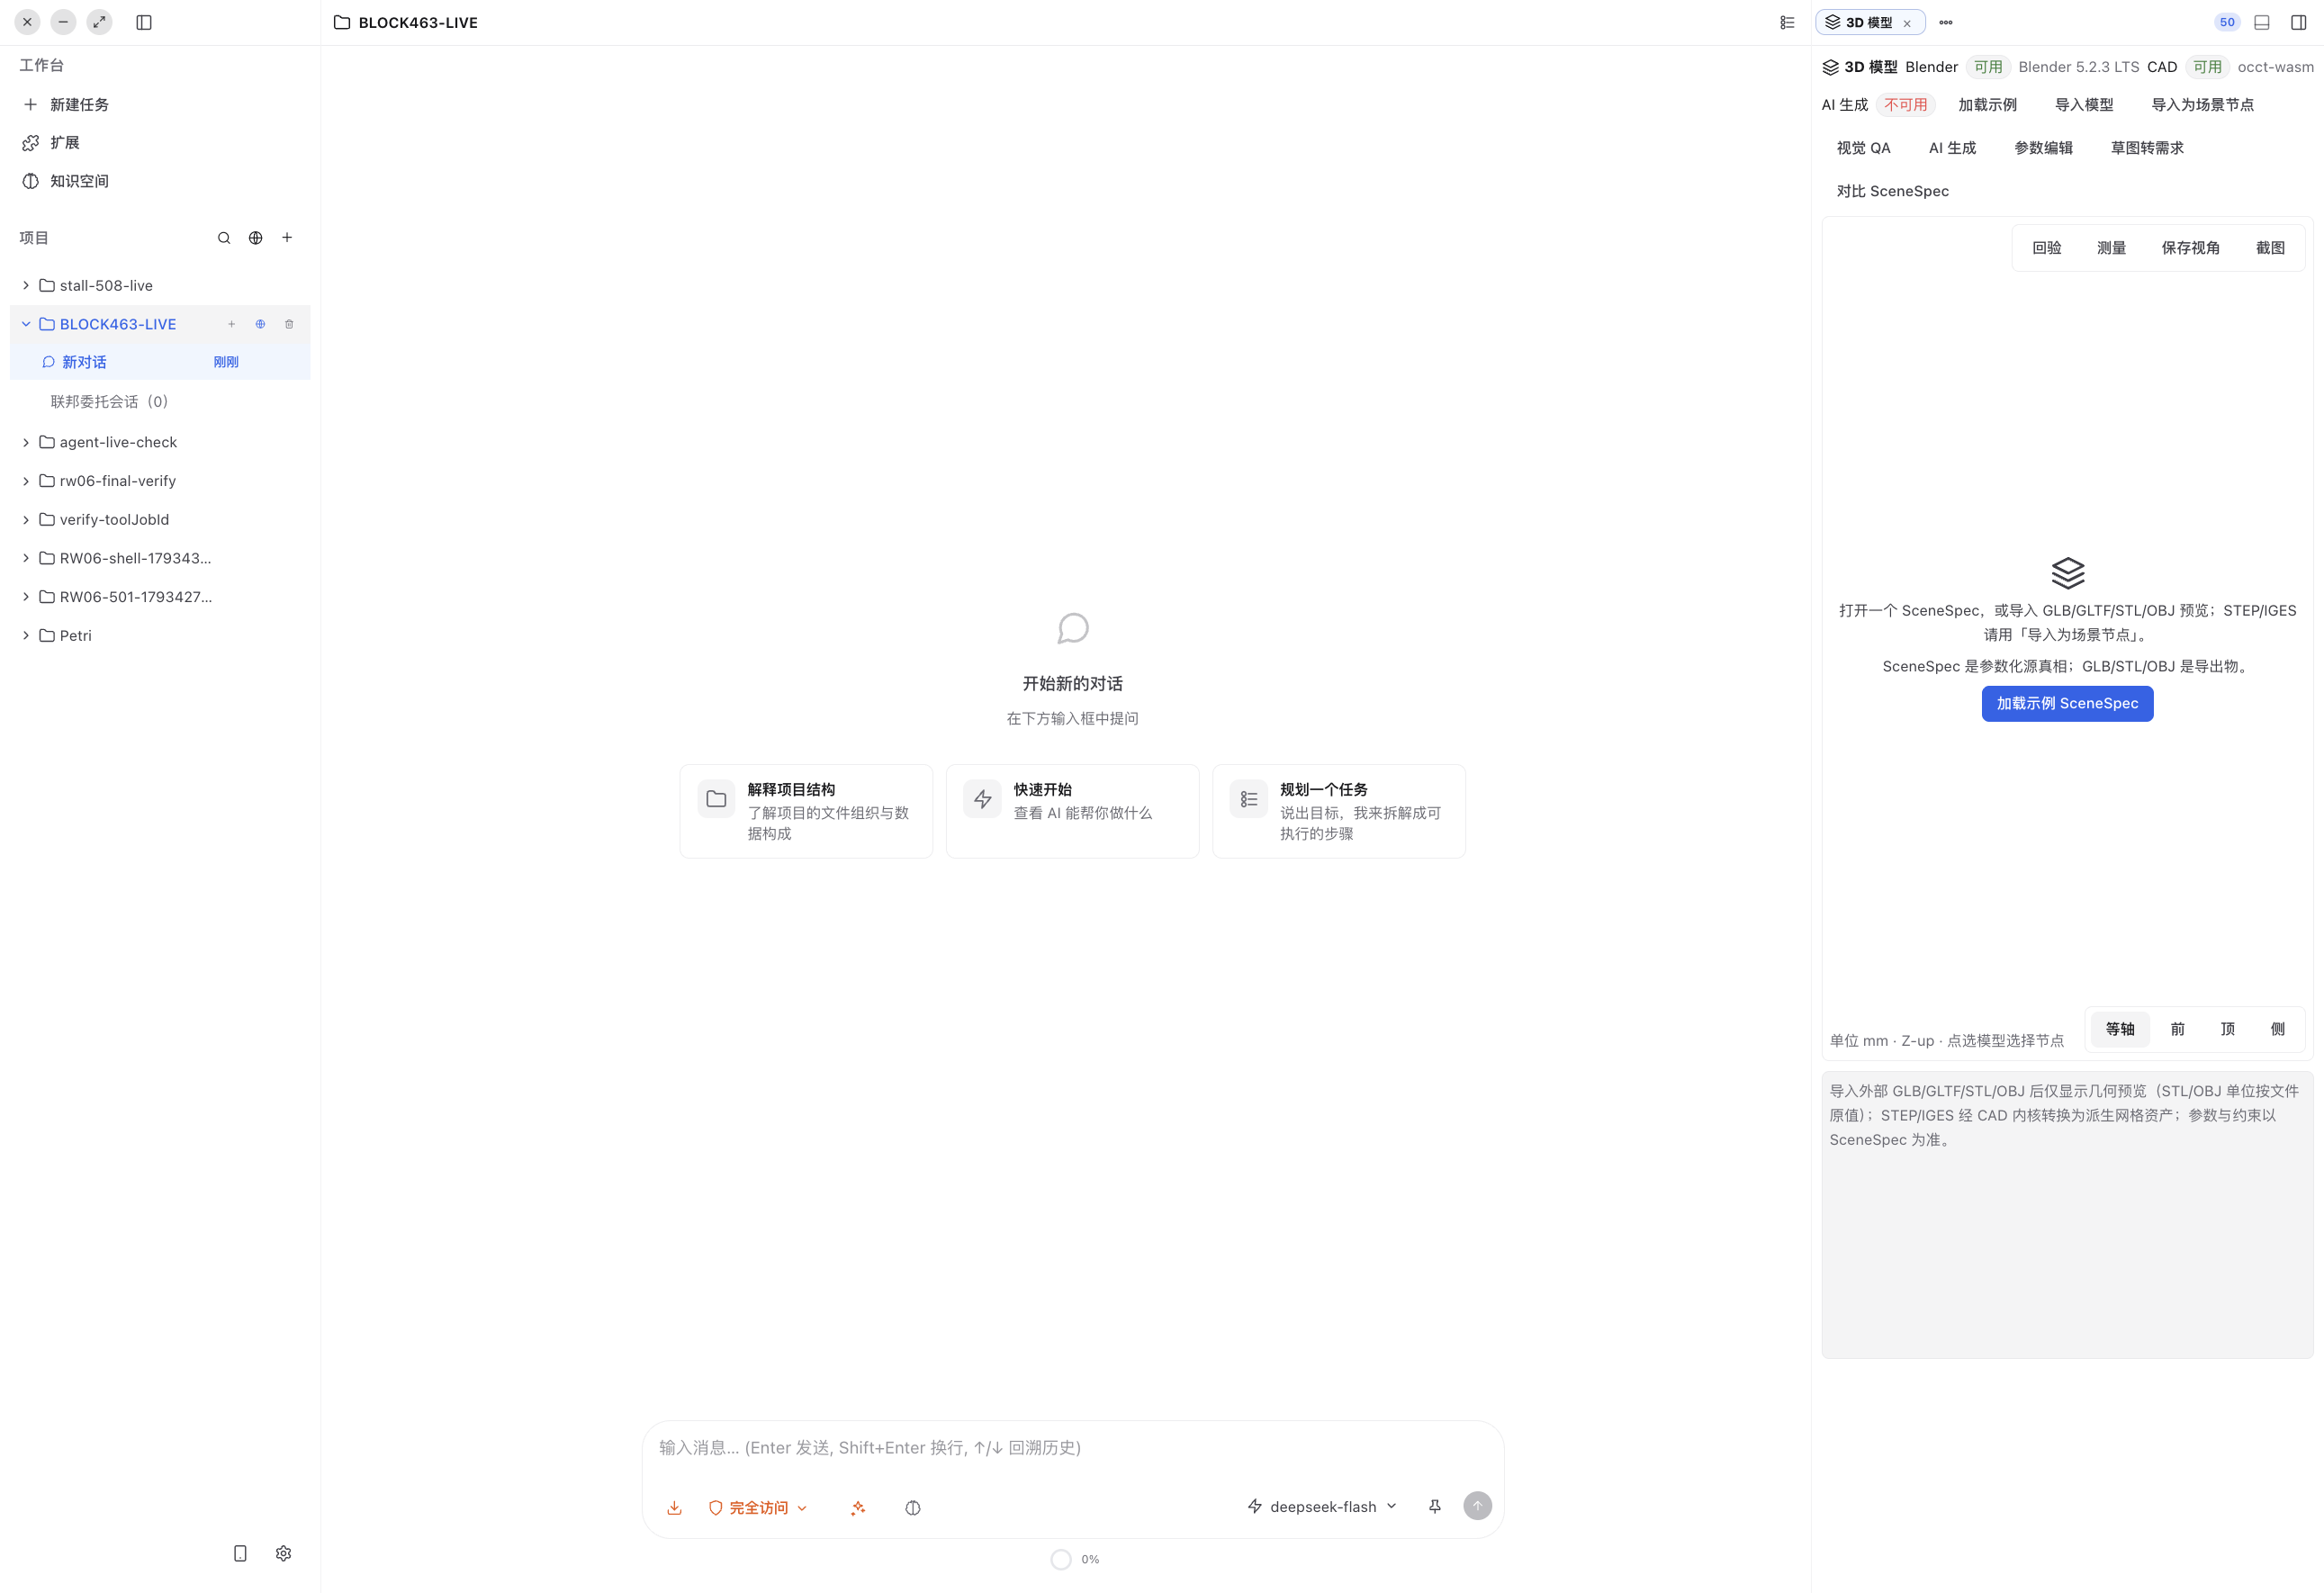 工作台
新建任务
扩展
知识空间
项目
stall-508-live
BLOCK463-LIVE
新对话 刚刚
联邦委托会话（0）
agent-live-check
rw06-final-verify
verify-toolJobId
RW06-shell-179343...
RW06-501-1793427...
Petri
BLOCK463-LIVE
开始新的对话
在下方输入框中提问
解释项目结构
了解项目的文件组织与数
据构成
快速开始
查看 AI 能帮你做什么
规划一个任务
说出目标，我来拆解成可
执行的步骤
输入消息... (Enter 发送, Shift+Enter 换行, ↑/↓ 回溯历史)
完全访问
deepseek-flash
0%
3D 模型
50
3D 模型 Blender 可用 Blender 5.2.3 LTS CAD 可用 occt-wasm
AI 生成 不可用 加载示例 导入模型 导入为场景节点
视觉 QA AI 生成 参数编辑 草图转需求
对比 SceneSpec
回验 测量 保存视角 截图
打开一个 SceneSpec，或导入 GLB/GLTF/STL/OBJ 预览；STEP/IGES
请用「导入为场景节点」。
SceneSpec 是参数化源真相；GLB/STL/OBJ 是导出物。
加载示例 SceneSpec
单位 mm · Z-up · 点选模型选择节点
等轴 前 顶 侧
导入外部 GLB/GLTF/STL/OBJ 后仅显示几何预览（STL/OBJ 单位按文件
原值）；STEP/IGES 经 CAD 内核转换为派生网格资产；参数与约束以
SceneSpec 为准。